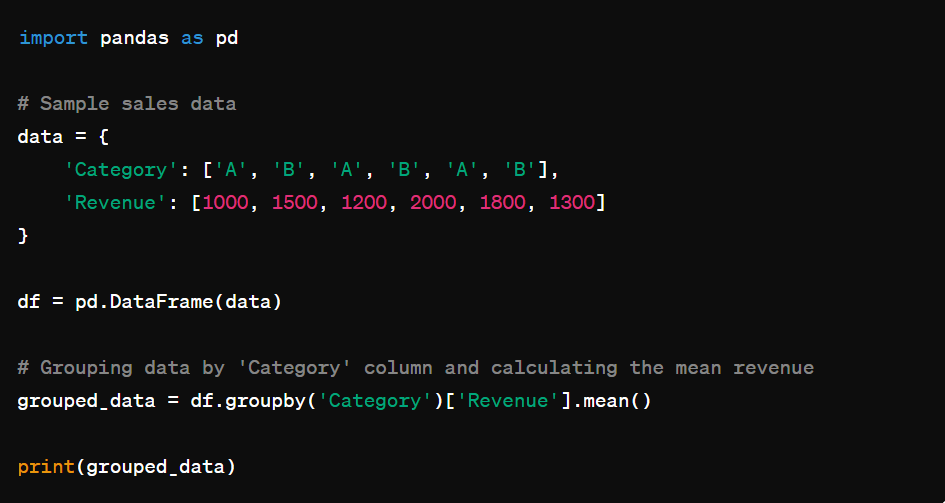 import pandas as pd
# Sample sales data
data = {
    'Category': ['A', 'B', 'A', 'B', 'A', 'B'],
    'Revenue': [1000, 1500, 1200, 2000, 1800, 1300]
}
df = pd.DataFrame(data)
# Grouping data by 'Category' column and calculating the mean revenue
grouped_data = df.groupby('Category')['Revenue'].mean()
print(grouped_data)